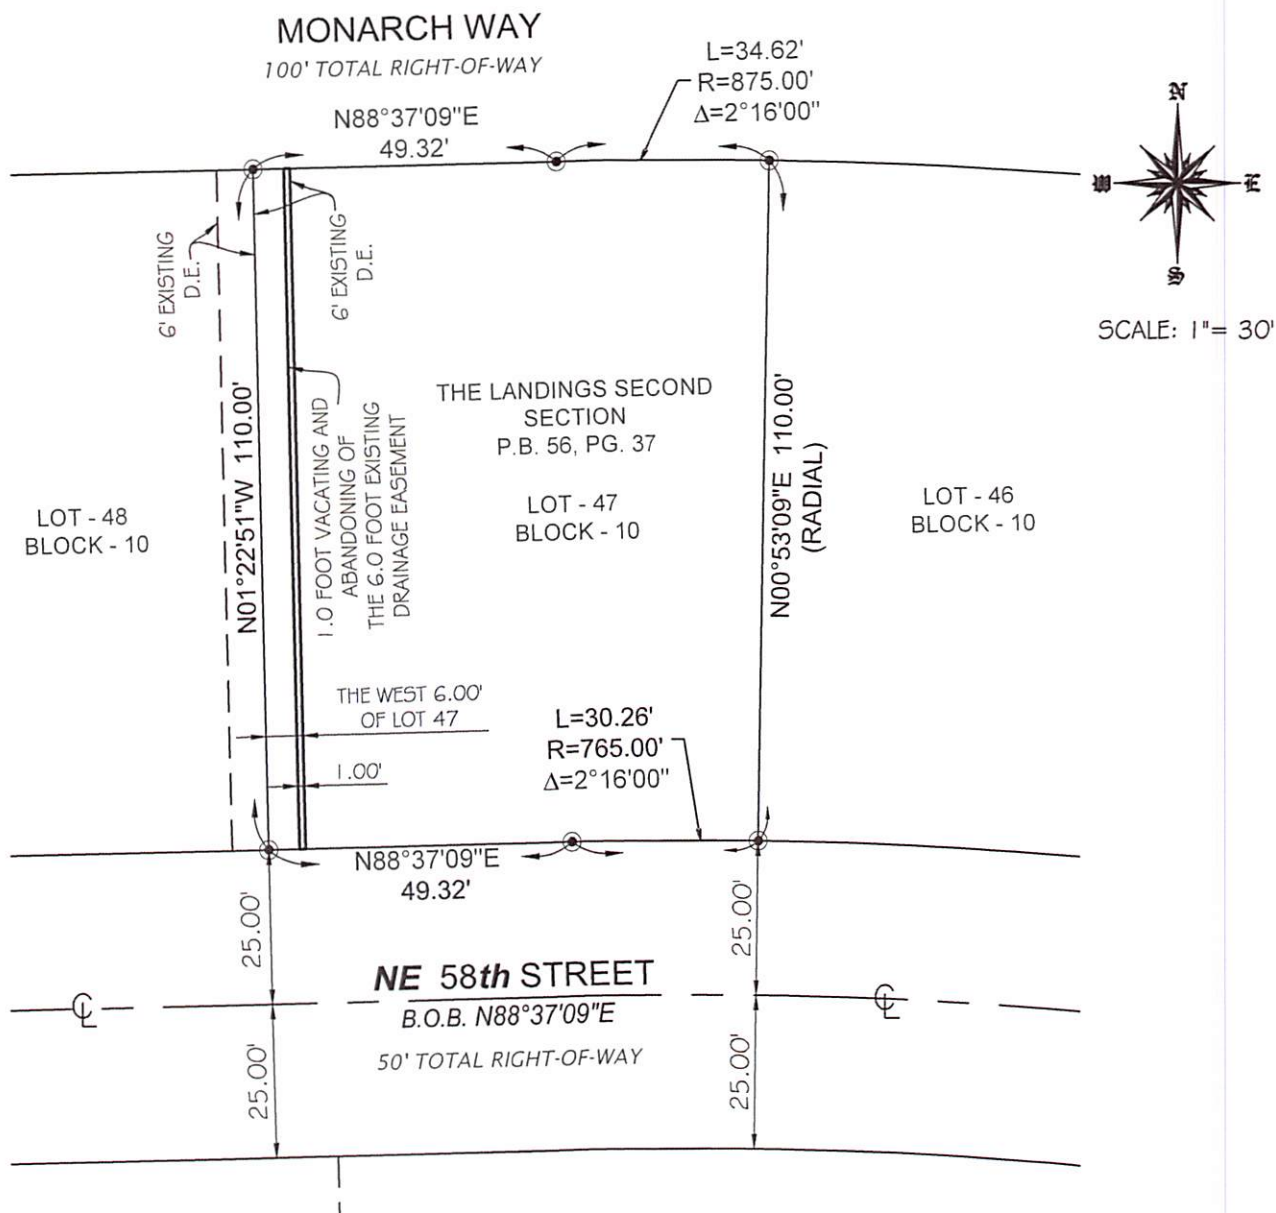 MONARCH WAY
100' TOTAL RIGHT-OF-WAY
N88°37'09"E
49.32'
L=34.62'
R=875.00'
Δ=2°16'00"
N
W
E
S
SCALE: 1"= 30'
6' EXISTING
D.E.
6' EXISTING
D.E.
N01°22'51"W 110.00'
1.0 FOOT VACATING AND
ABANDONING OF
THE 6.0 FOOT EXISTING
DRAINAGE EASEMENT
THE LANDINGS SECOND
SECTION
P.B. 56, PG. 37
LOT - 47
BLOCK - 10
N00°53'09"E 110.00'
(RADIAL)
LOT - 46
BLOCK - 10
LOT - 48
BLOCK - 10
THE WEST 6.00'
OF LOT 47
1.00'
L=30.26'
R=765.00'
Δ=2°16'00"
N88°37'09"E
49.32'
25.00'
25.00'
NE 58th STREET
B.O.B. N88°37'09"E
50' TOTAL RIGHT-OF-WAY
CL
CL
25.00'
25.00'